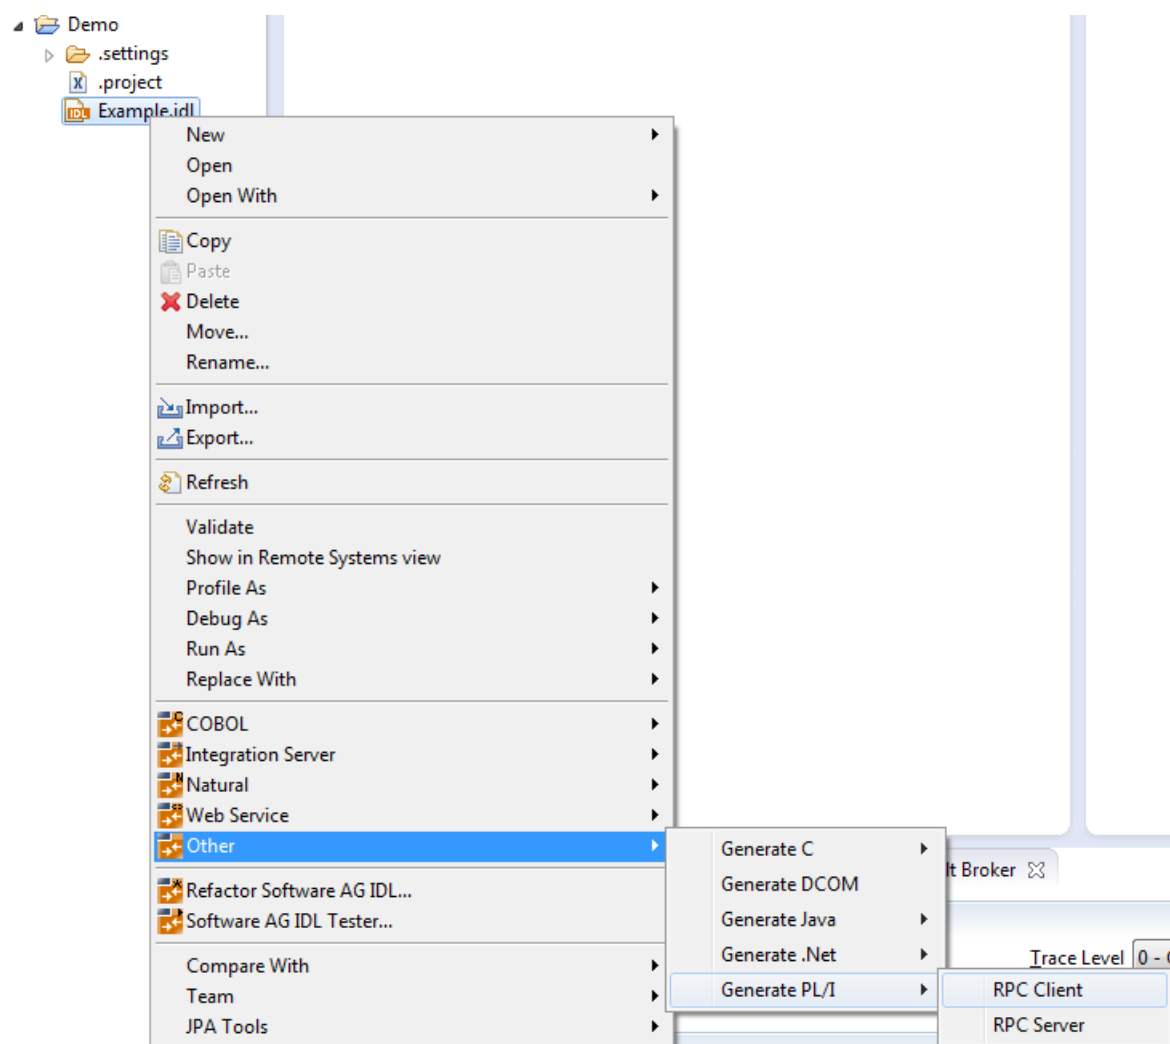 Demo
.settings
.project
Example.idl
New
Open
Open With
Copy
Paste
Delete
Move...
Rename...
Import...
Export...
Refresh
Validate
Show in Remote Systems view
Profile As
Debug As
Run As
Replace With
COBOL
Integration Server
Natural
Web Service
Other
Refactor Software AG IDL...
Software AG IDL Tester...
Compare With
Team
JPA Tools
Generate C
Generate DCOM
Generate Java
Generate .Net
Generate PL/I
lt Broker
Trace Level 0 -
RPC Client
RPC Server